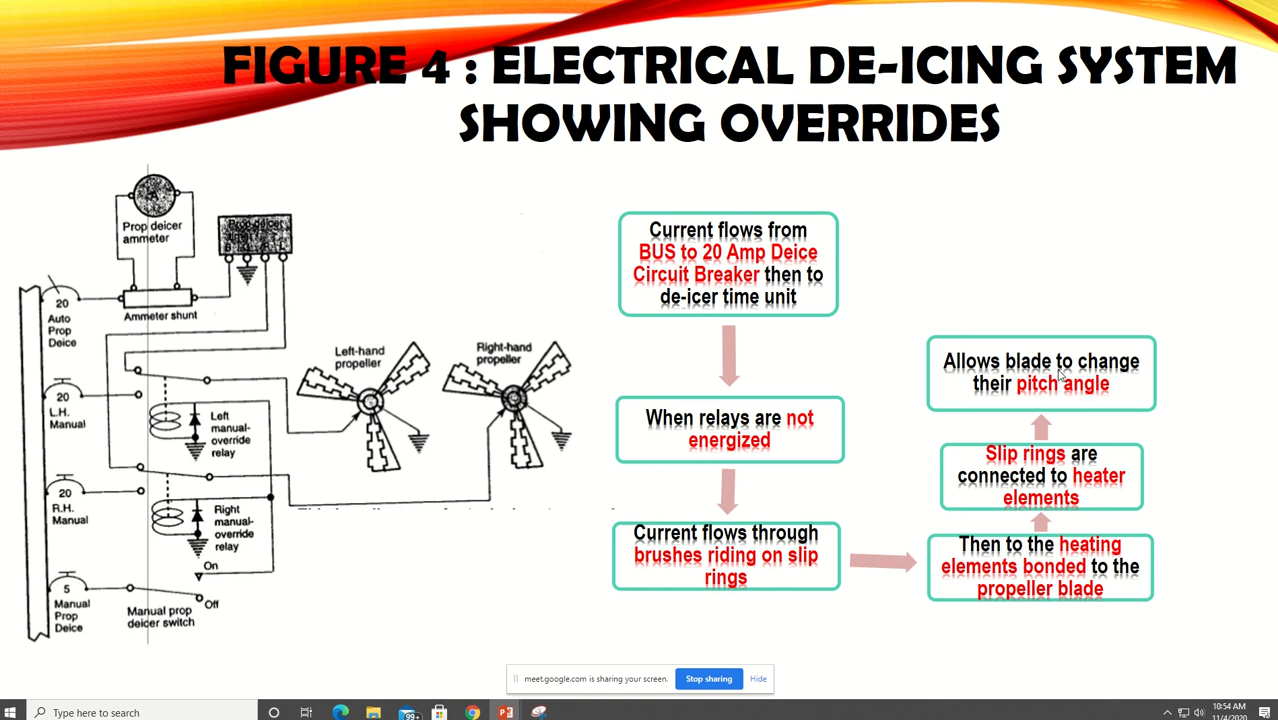 FIGURE 4 : ELECTRICAL DE-ICING SYSTEM
SHOWING OVERRIDES
Prop deicer
ammeter
Ammeter shunt
20
Auto
Prop
Deice
20
L.H.
Manual
20
R.H.
Manual
5
Manual
Prop
Deice
Left
manual-
override
relay
Right
manual-
override
relay
On
Off
Manual prop
deicer switch
Left-hand
propeller
Right-hand
propeller
Current flows from
BUS to 20 Amp Deice
Circuit Breaker then to
de-icer time unit
When relays are not
energized
Current flows through
brushes riding on slip
rings
Then to the heating
elements bonded to the
propeller blade
Slip rings are
connected to heater
elements
Allows blade to change
their pitch angle
meet.google.com is sharing your screen.
Stop sharing
Hide
Type here to search
99+
10:54 AM
11/4/2020